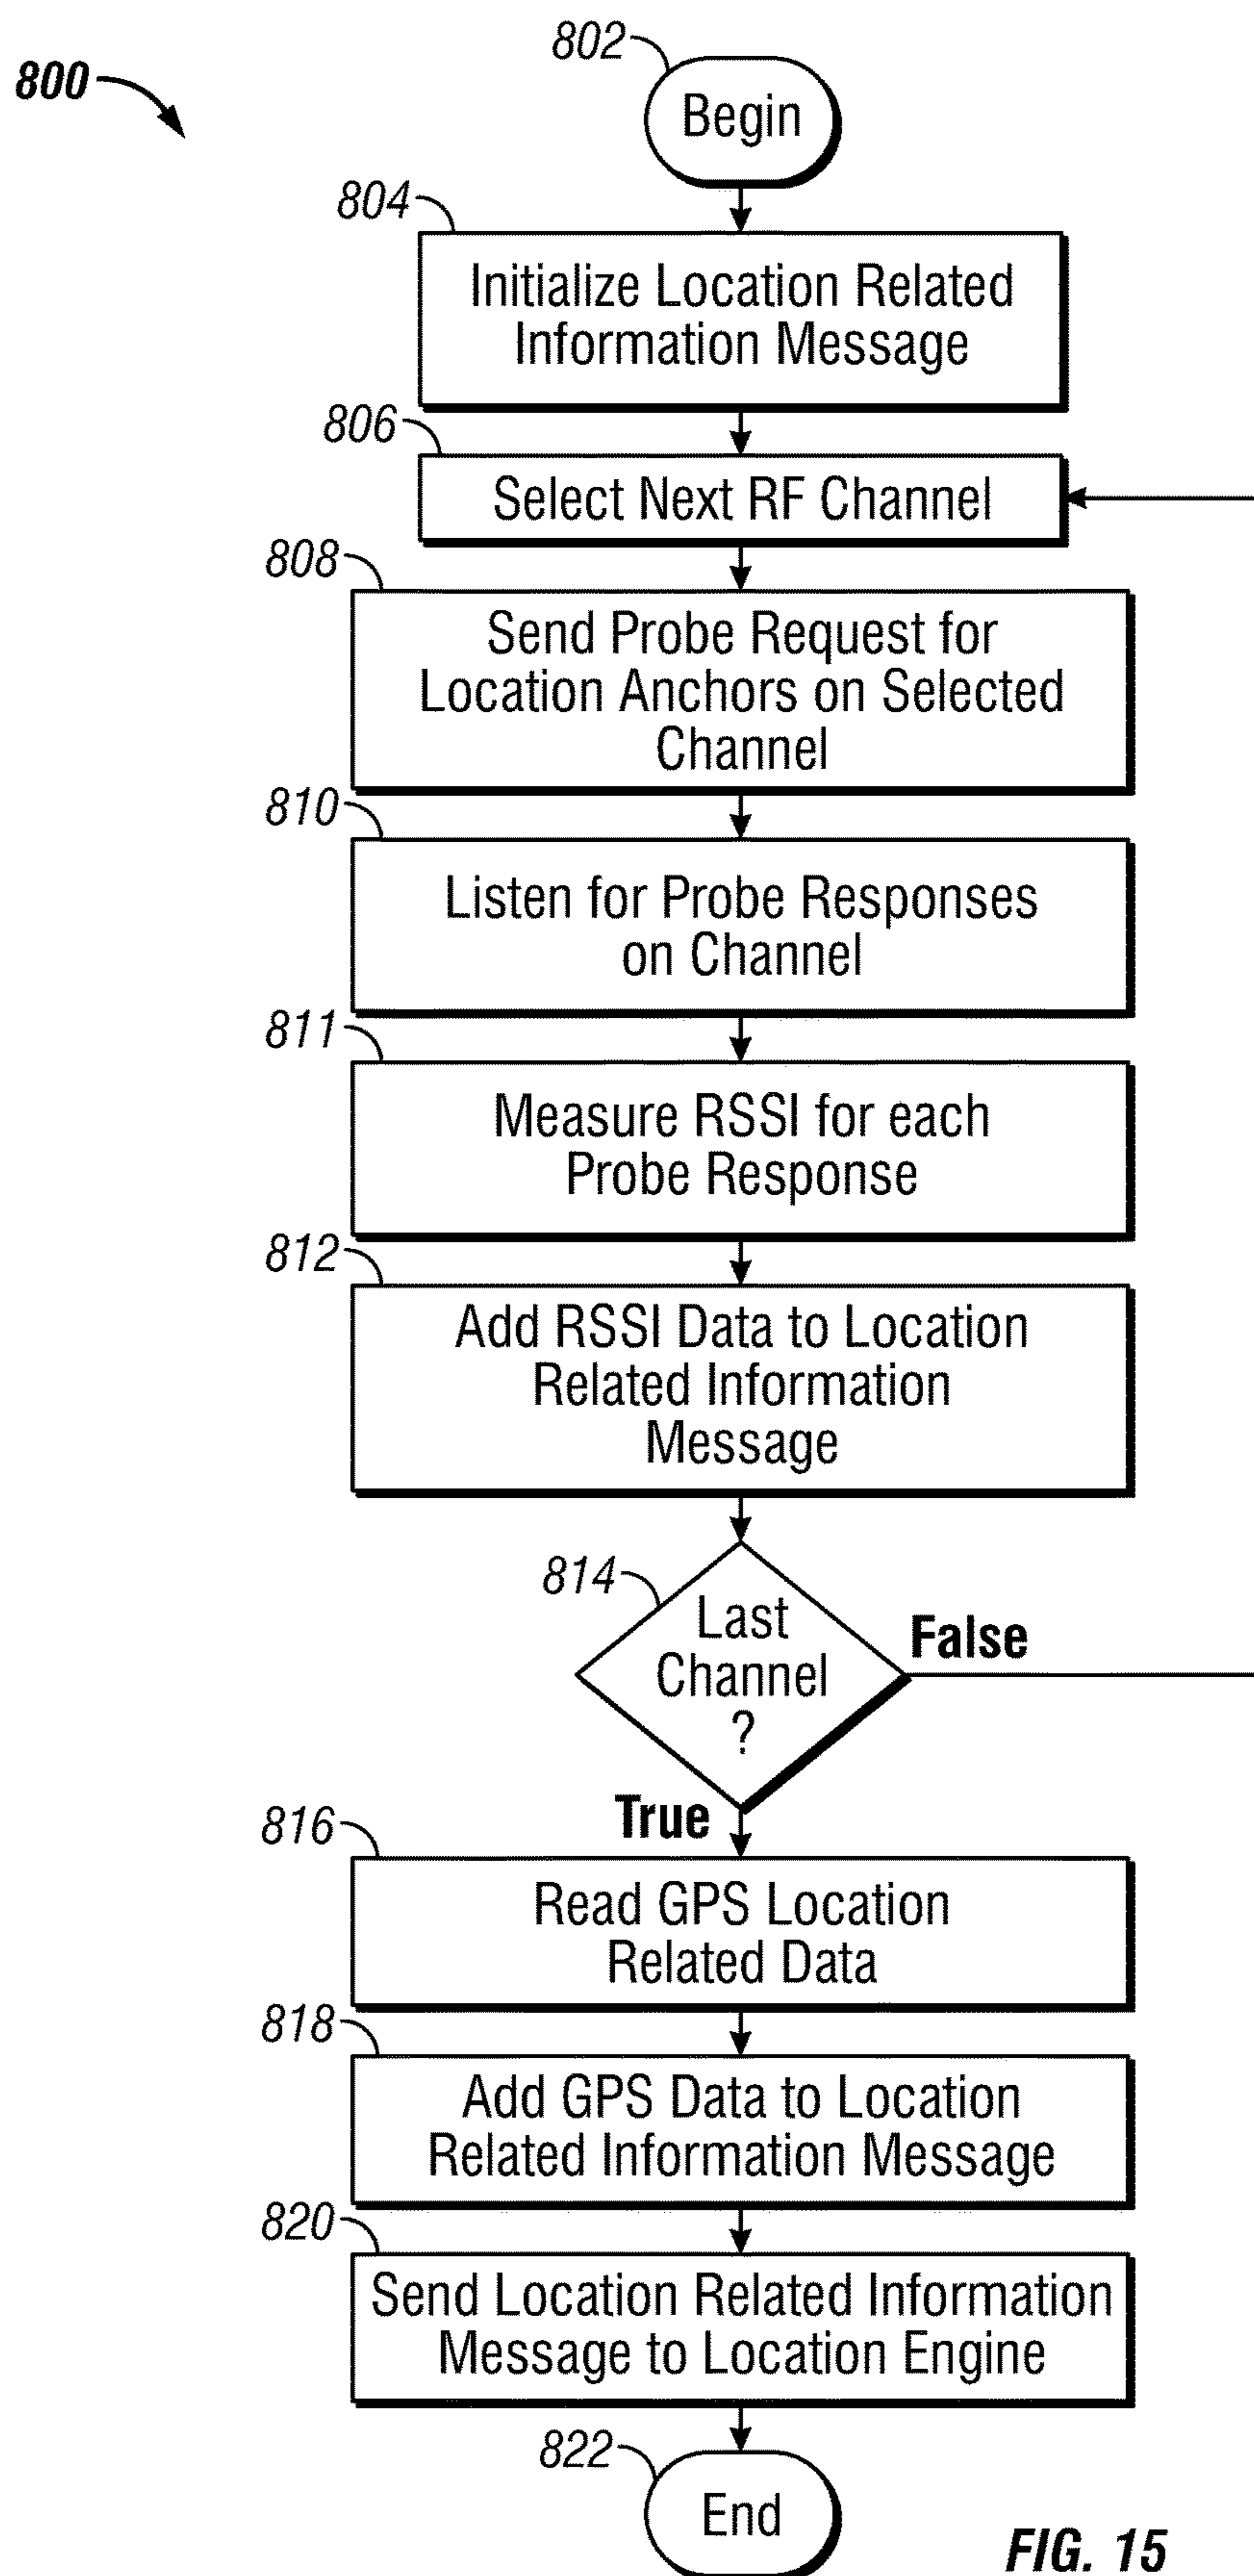 802
800
Begin
804
Initialize Location Related
Information Message
806
Select Next RF Channel
808
Send Probe Request for
Location Anchors on Selected
Channel
810
Listen for Probe Responses
on Channel
811
Measure RSSI for each
Probe Response
812
Add RSSI Data to Location
Related Information
Message
814
Last
Channel
?
False
True
816
Read GPS Location
Related Data
818
Add GPS Data to Location
Related Information Message
820
Send Location Related Information
Message to Location Engine
822
End
FIG. 15